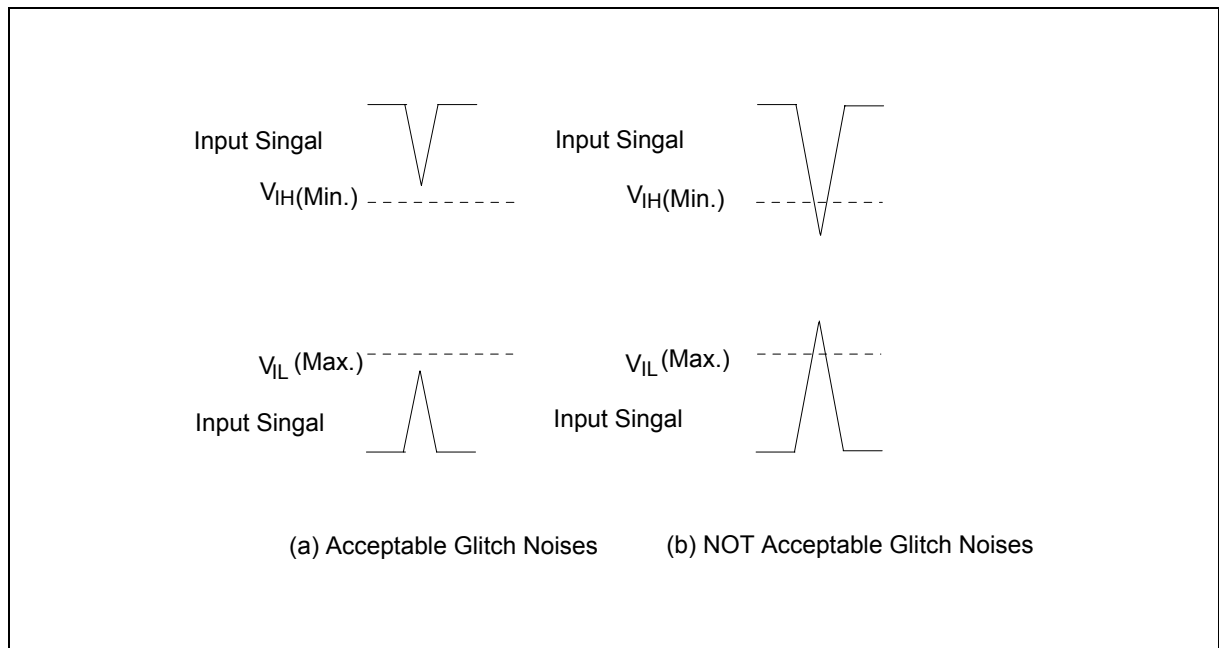 Input Singal Input Singal
VIH(Min.) VIH(Min.)
VIL (Max.) VIL (Max.)
Input Singal Input Singal
(a) Acceptable Glitch Noises (b) NOT Acceptable Glitch Noises